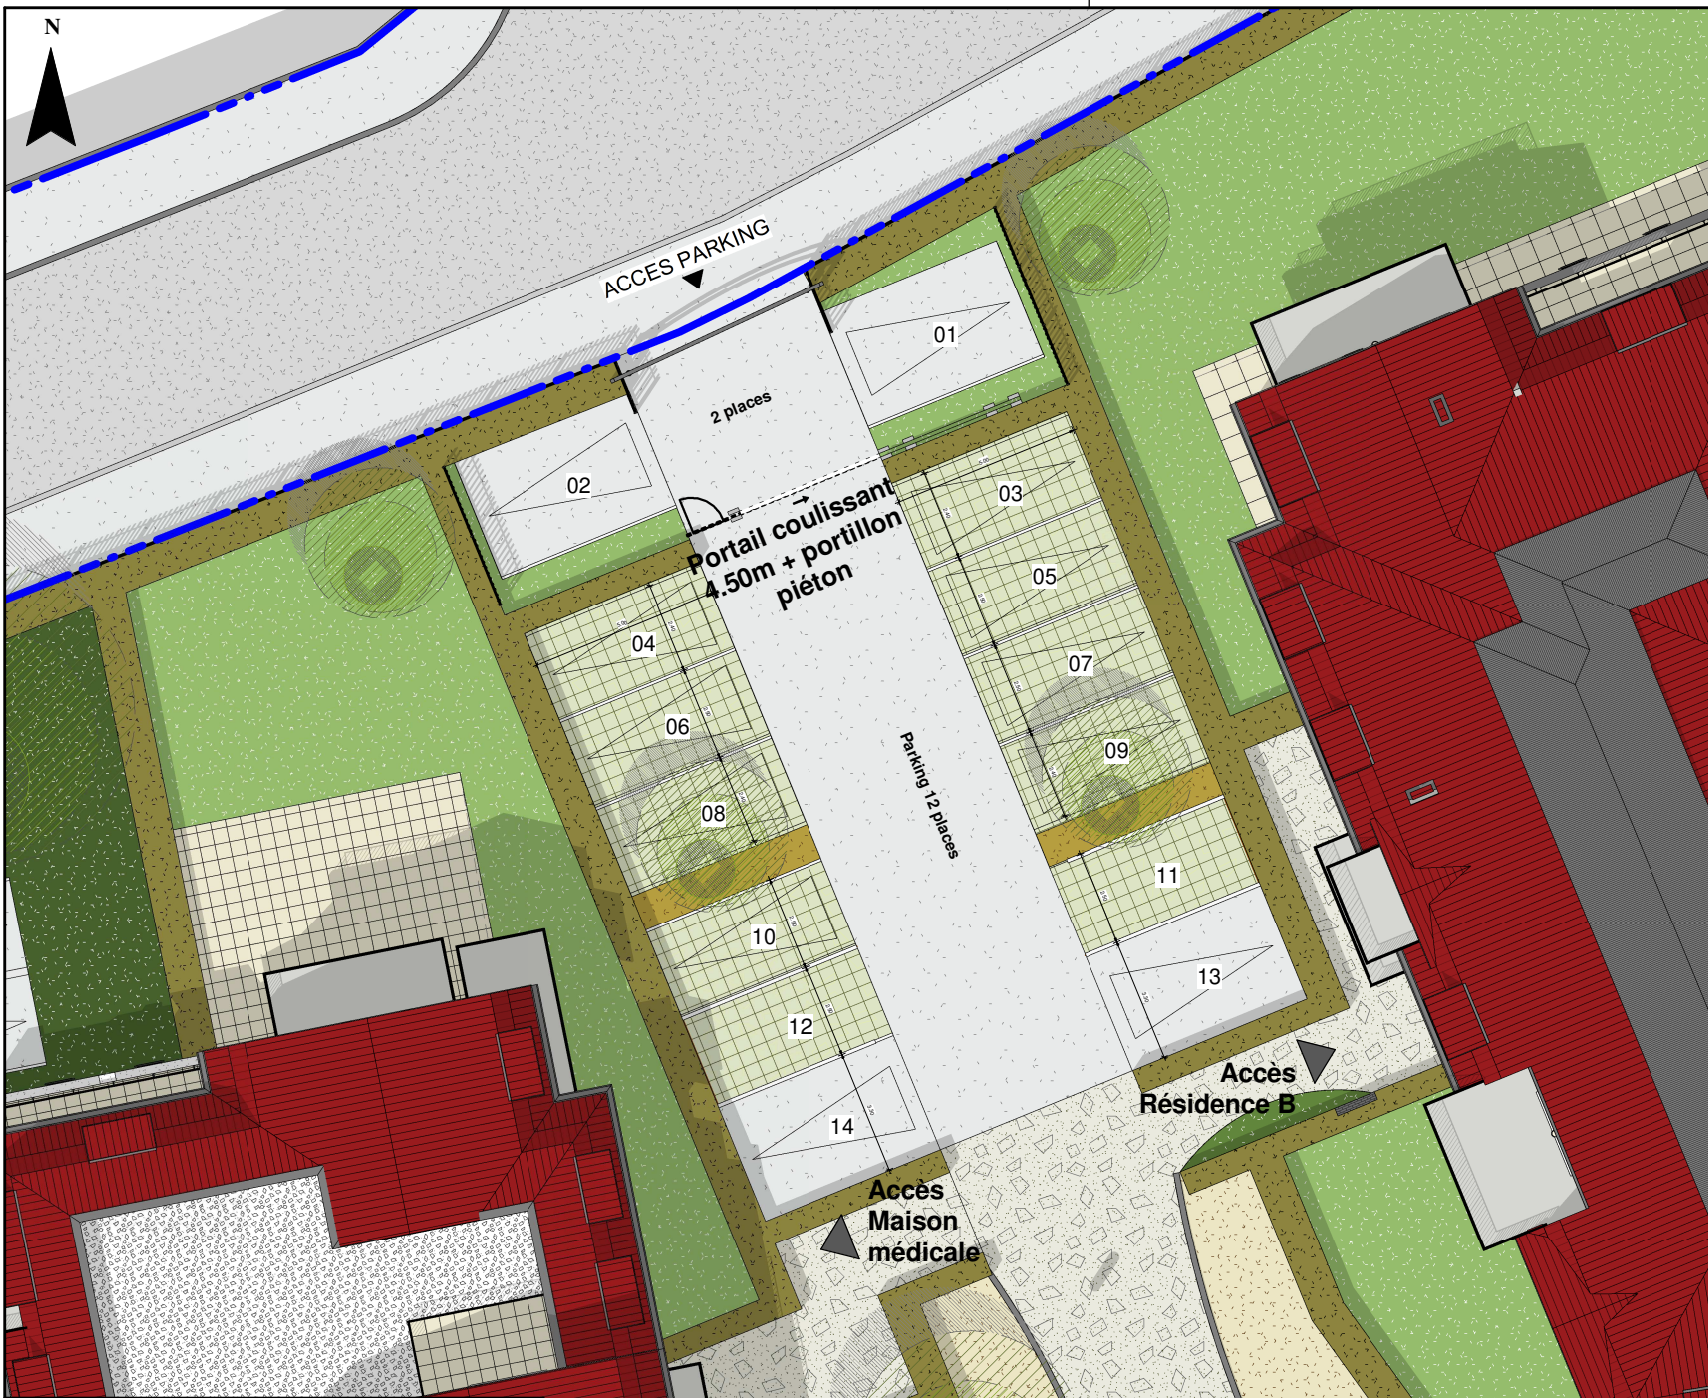 N
ACCES PARKING
01
2 places
02
Portail coulissant
4.50m + portillon
piéton
03
04
05
06
07
08
09
Parking 12 places
10
11
12
13
14
Accès
Résidence B
Accès
Maison
médicale